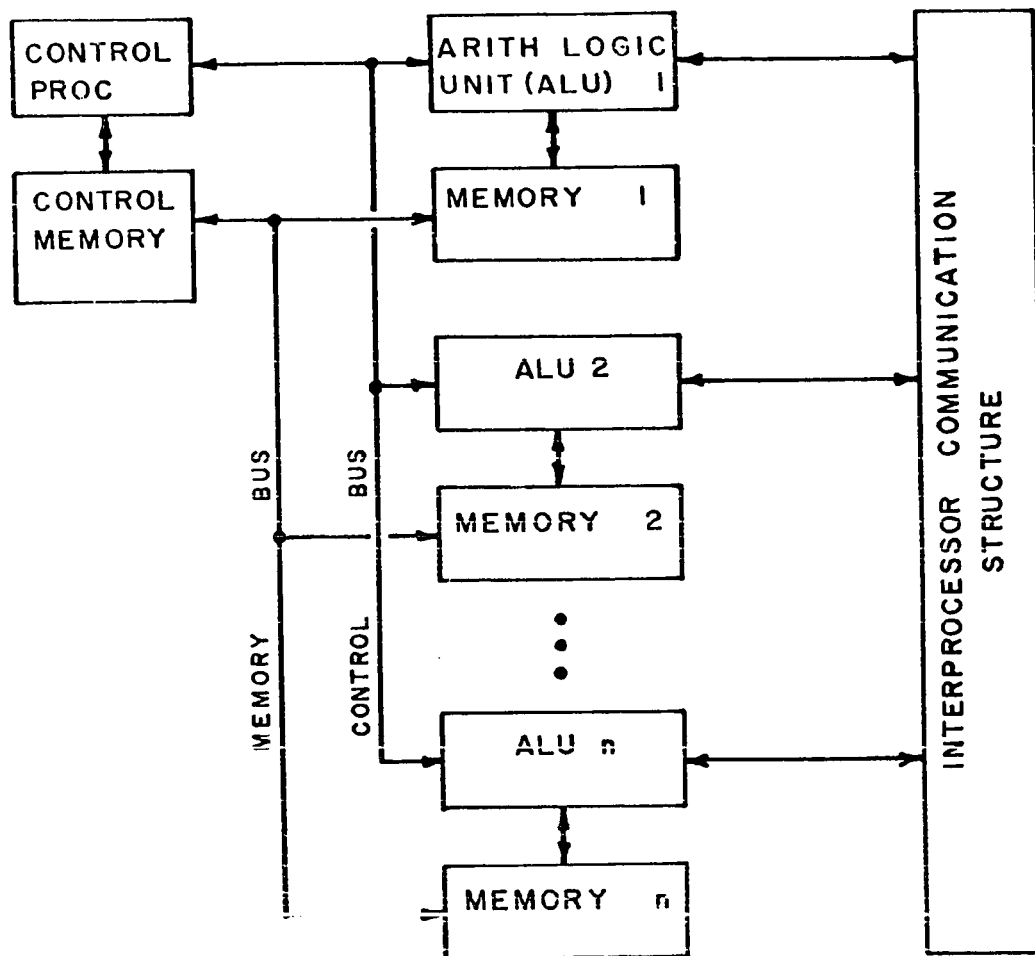 CONTROL
PROC
ARITH LOGIC
UNIT (ALU) 1
CONTROL
MEMORY
MEMORY 1
ALU 2
MEMORY 2
MEMORY BUS
CONTROL BUS
ALU n
MEMORY n
INTERPROCESSOR COMMUNICATION
STRUCTURE